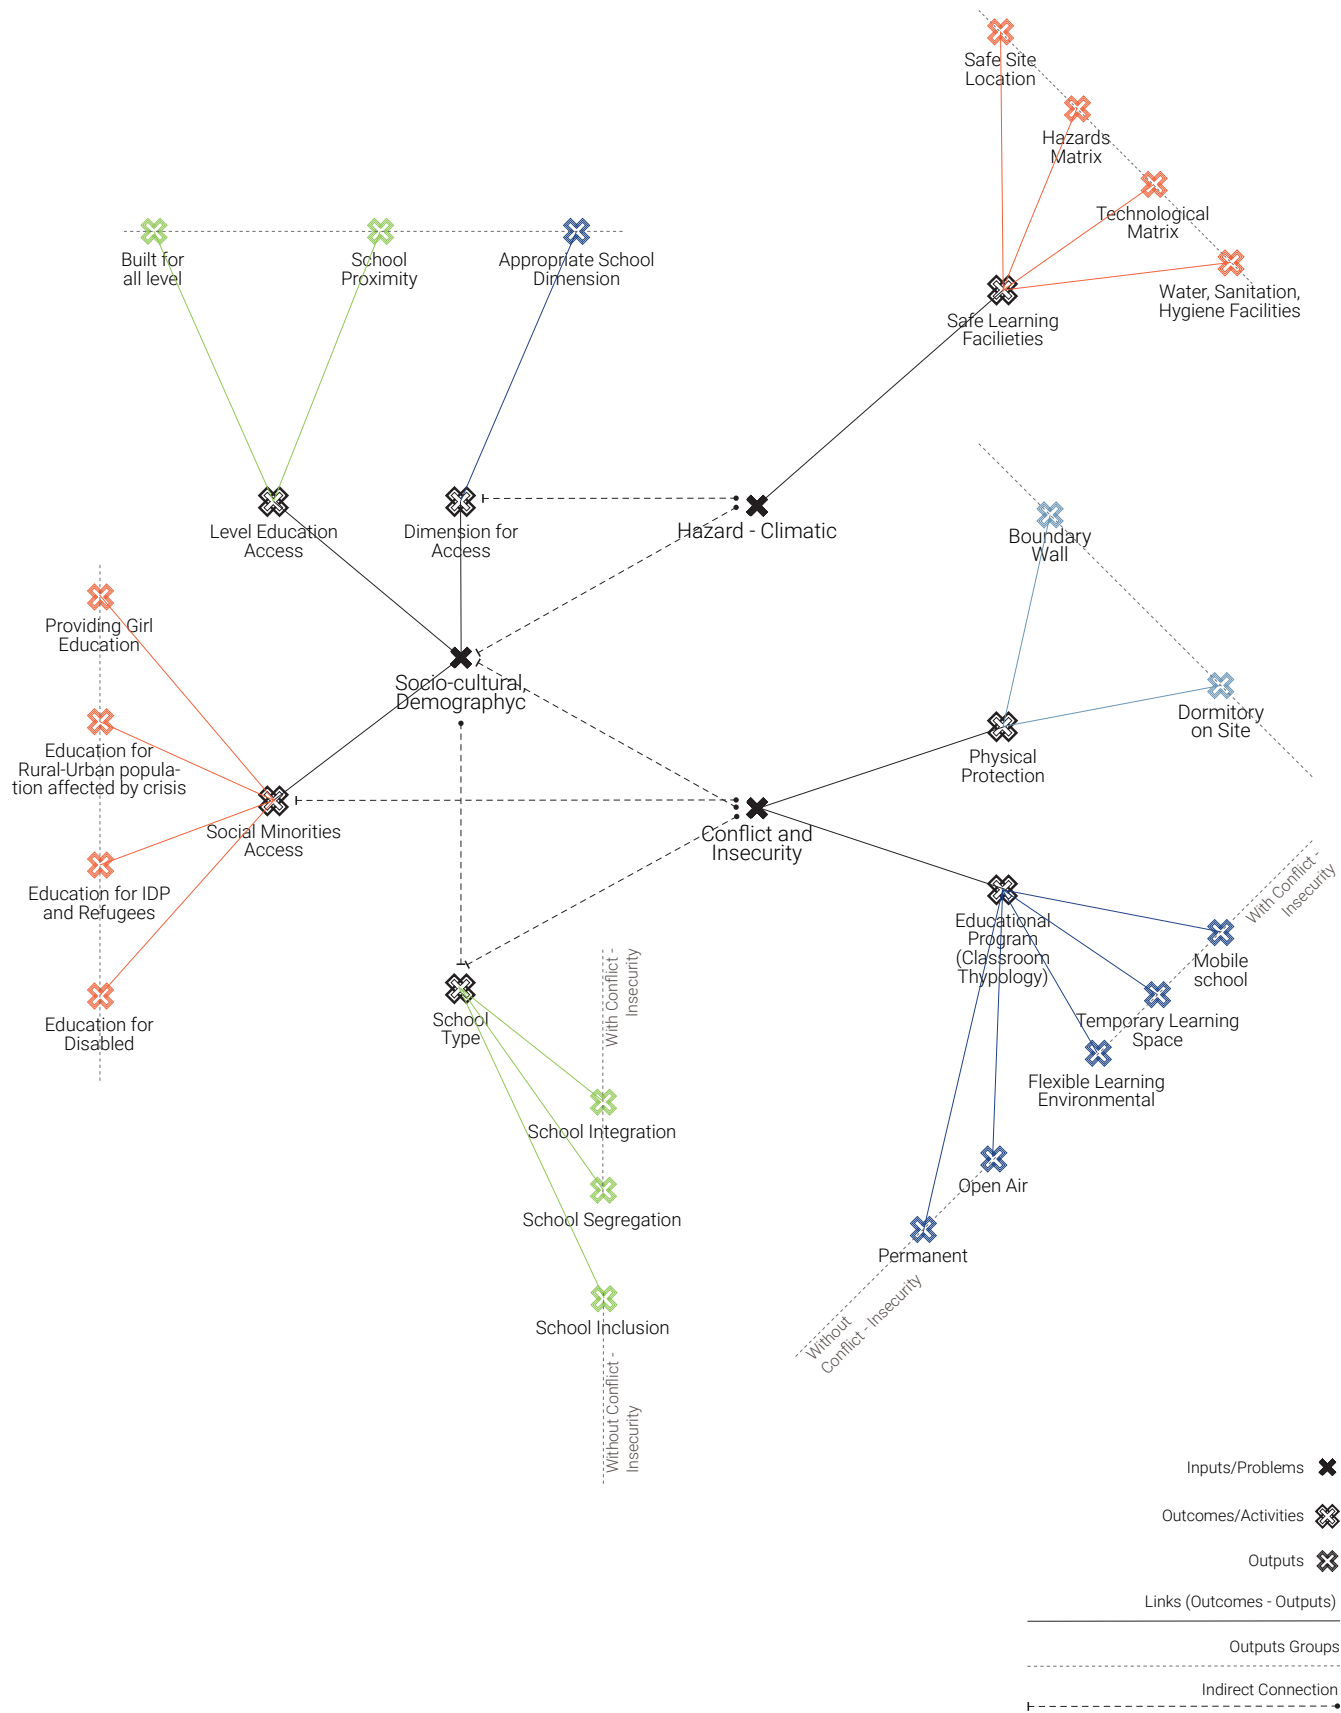 Safe Site
Location
Hazards
Matrix
Technological
Matrix
Water, Sanitation,
Hygiene Facilities
Safe Learning
Facilieties
Built for
all level
School
Proximity
Appropriate School
Dimension
Level Education
Access
Dimension for
Access
Hazard - Climatic
Boundary
Wall
Dormitory
on Site
Physical
Protection
Providing Girl
Education
Socio-cultural,
Demographyc
Education for
Rural-Urban popula-
tion affected by crisis
Social Minorities
Access
Conflict and
Insecurity
Education for IDP
and Refugees
Education for
Disabled
Educational
Program
(Classroom
Thypology)
With Conflict -
Insecurity
Mobile
school
Temporary Learning
Space
Flexible Learning
Environmental
Open Air
Permanent
Without
Conflict - Insecurity
School
Type
With Conflict -
Insecurity
School Integration
School Segregation
School Inclusion
Without Conflict -
Insecurity
Inputs/Problems
Outcomes/Activities
Outputs
Links (Outcomes - Outputs)
Outputs Groups
Indirect Connection